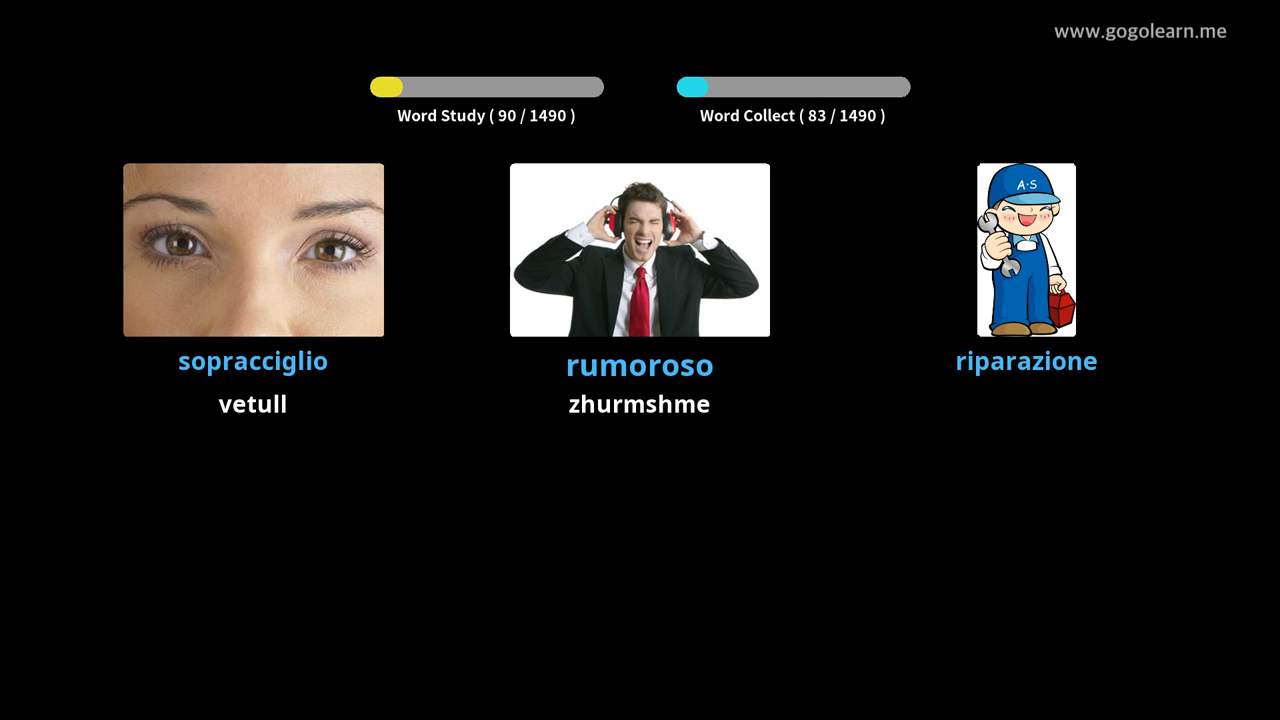 www.gogolearn.me
Word Study ( 90 / 1490 )
Word Collect ( 83 / 1490 )
A·S
sopracciglio
rumoroso
riparazione
vetull
zhurmshme